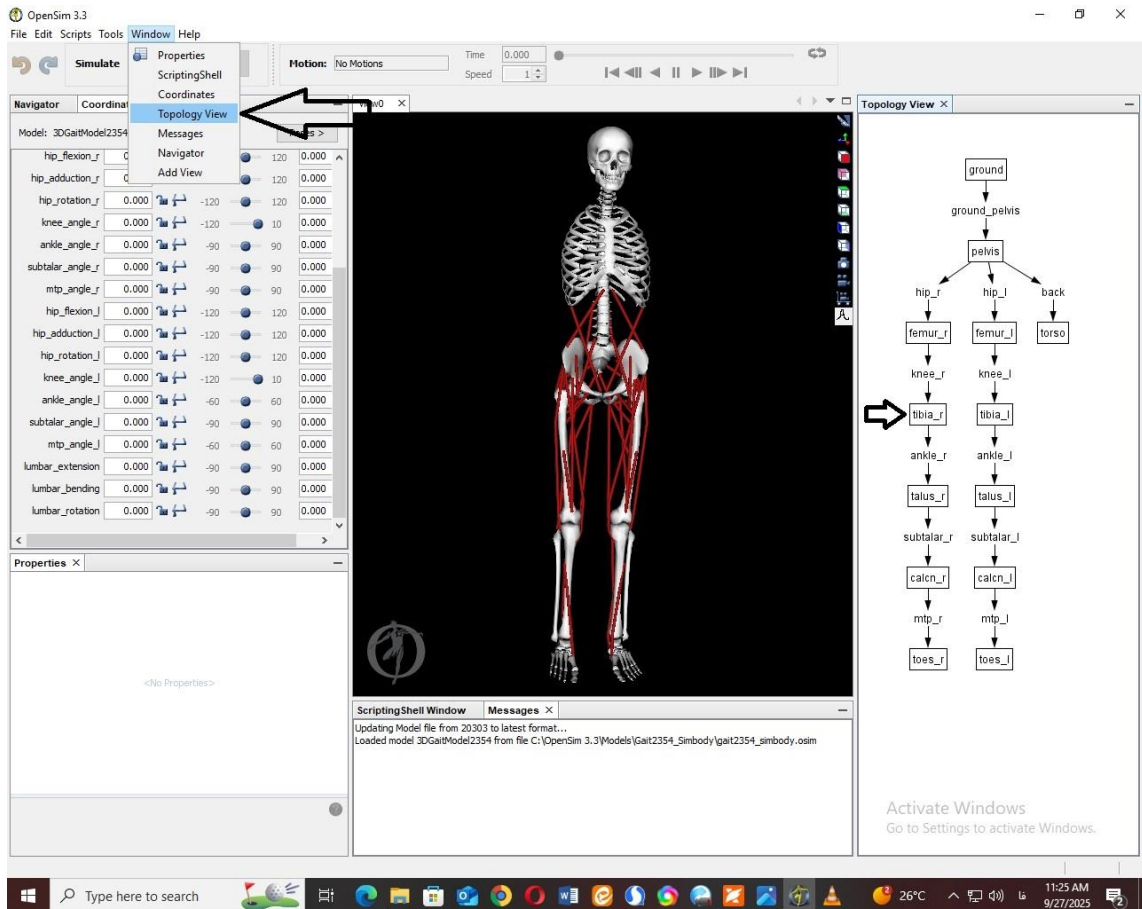 OpenSim 3.3
File Edit Scripts Tools Window Help
Simulate
Motion: No Motions
Time 0.000
Speed 1
Properties
ScriptingShell
Coordinates
Topology View
Messages
Navigator
Add View
Navigator
View0
Topology View
Model: 3DGaitModel2354
hip_flexion_r 120 0.000
hip_adduction_r 120 0.000
hip_rotation_r 0.000 -120 120 0.000
knee_angle_r 0.000 -120 10 0.000
ankle_angle_r 0.000 -90 90 0.000
subtalar_angle_r 0.000 -90 90 0.000
mtp_angle_r 0.000 -90 90 0.000
hip_flexion_l 0.000 -120 120 0.000
hip_adduction_l 0.000 -120 120 0.000
hip_rotation_l 0.000 -120 120 0.000
knee_angle_l 0.000 -120 10 0.000
ankle_angle_l 0.000 -60 60 0.000
subtalar_angle_l 0.000 -90 90 0.000
mtp_angle_l 0.000 -60 60 0.000
lumbar_extension 0.000 -90 90 0.000
lumbar_bending 0.000 -90 90 0.000
lumbar_rotation 0.000 -90 90 0.000
Properties
<No Properties>
ground
ground_pelvis
pelvis
hip_r hip_l back
femur_r femur_l torso
knee_r knee_l
tibia_r tibia_l
ankle_r ankle_l
talus_r talus_l
subtalar_r subtalar_l
calcn_r calcn_l
mtp_r mtp_l
toes_r toes_l
ScriptingShell Window Messages
Updating Model file from 20303 to latest format...
Loaded model 3DGaitModel2354 from file C:\OpenSim 3.3\Models\Gait2354_Simbody\gait2354_simbody.osim
Activate Windows
Go to Settings to activate Windows.
Type here to search
26°C
فا
11:25 AM
9/27/2025